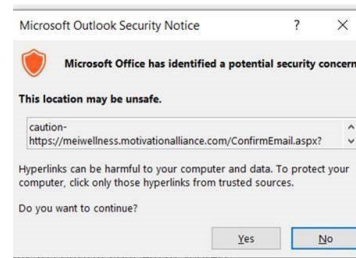 Microsoft Outlook Security Notice ? ×
Microsoft Office has identified a potential security concern
This location may be unsafe.
caution-
https://meiwellness.motivationalliance.com/ConfirmEmail.aspx?
Hyperlinks can be harmful to your computer and data. To protect your
computer, click only those hyperlinks from trusted sources.
Do you want to continue?
Yes No